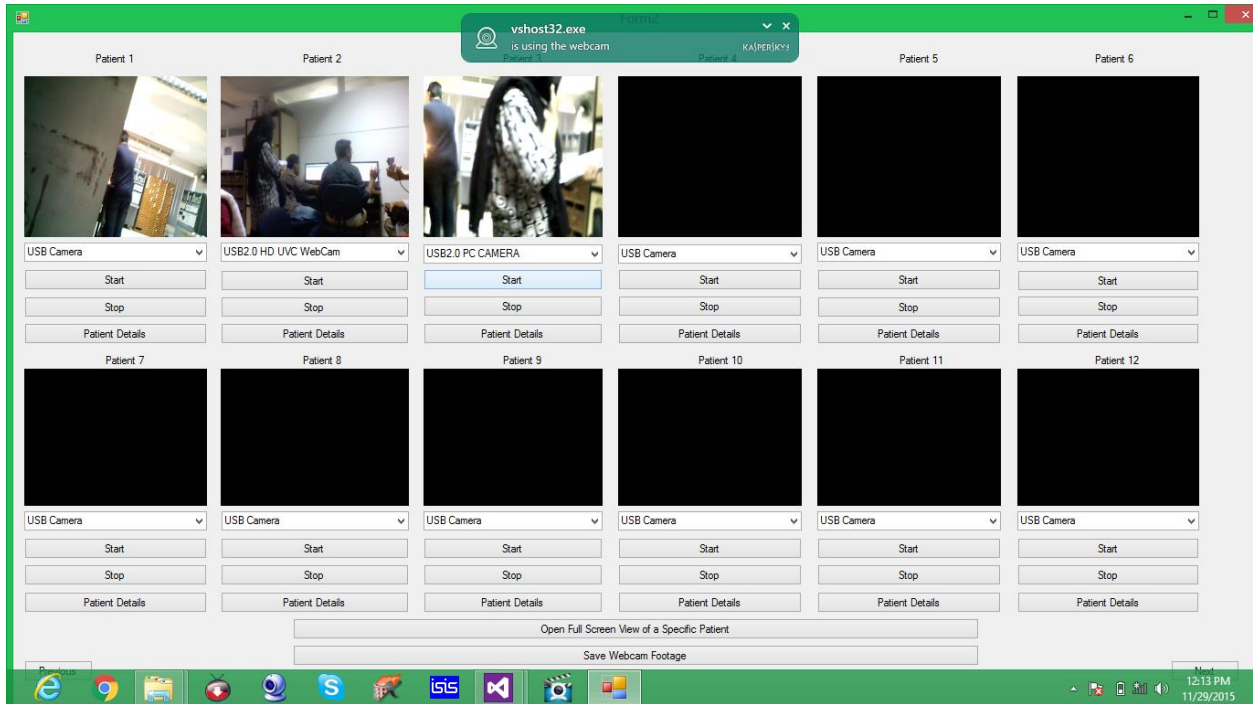 Form2
vshost32.exe
is using the webcam
KASPERSKY
Patient 1 Patient 2 Patient 3 Patient 4 Patient 5 Patient 6
USB Camera USB2.0 HD UVC WebCam USB2.0 PC CAMERA USB Camera USB Camera USB Camera
Start Start Start Start Start Start
Stop Stop Stop Stop Stop Stop
Patient Details Patient Details Patient Details Patient Details Patient Details Patient Details
Patient 7 Patient 8 Patient 9 Patient 10 Patient 11 Patient 12
USB Camera USB Camera USB Camera USB Camera USB Camera USB Camera
Start Start Start Start Start Start
Stop Stop Stop Stop Stop Stop
Patient Details Patient Details Patient Details Patient Details Patient Details Patient Details
Open Full Screen View of a Specific Patient
Save Webcam Footage
Previous Next
isis
12:13 PM
11/29/2015